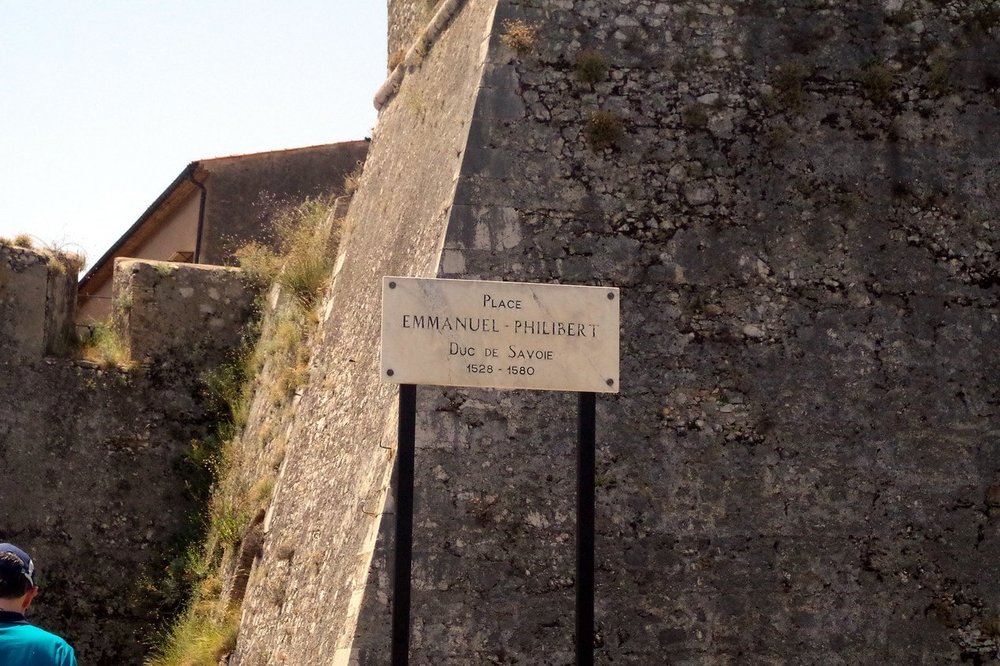 Place
EMMANUEL - PHILIBERT
Duc de Savoie
1528 - 1580